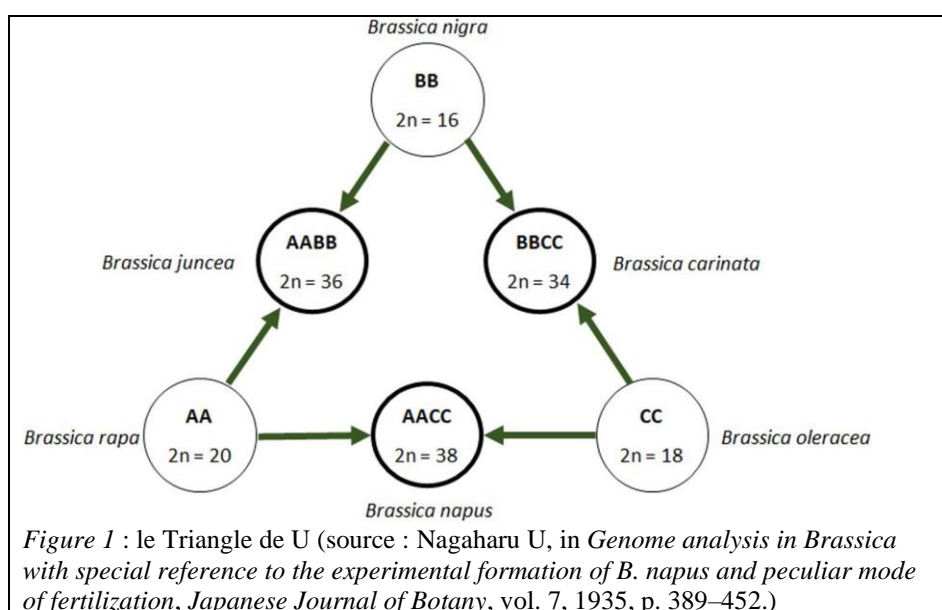 Brassica nigra
BB
2n = 16
AABB
BBCC
Brassica juncea
Brassica carinata
2n = 36
2n = 34
AA
AACC
CC
Brassica rapa
Brassica oleracea
2n = 20
2n = 38
2n = 18
Brassica napus
Figure 1 : le Triangle de U (source : Nagaharu U, in Genome analysis in Brassica
with special reference to the experimental formation of B. napus and peculiar mode
of fertilization, Japanese Journal of Botany, vol. 7, 1935, p. 389–452.)